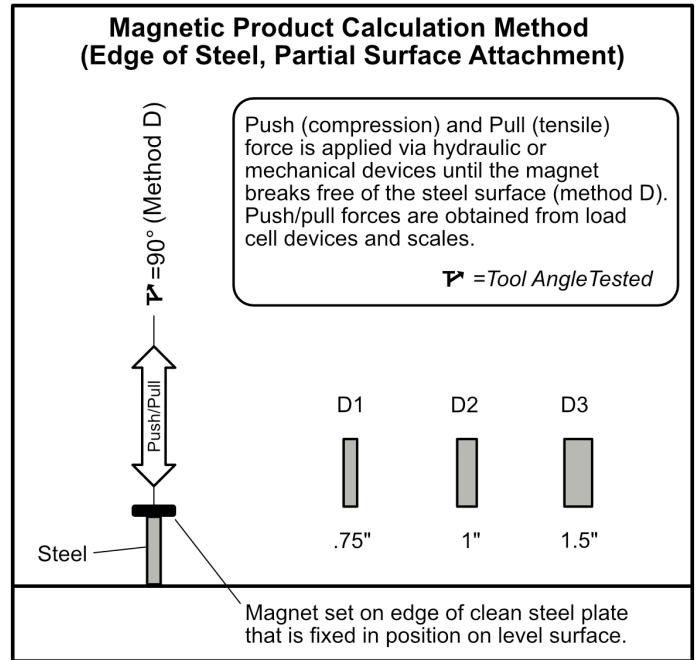 Magnetic Product Calculation Method
(Edge of Steel, Partial Surface Attachment)
=90° (Method D)
Push (compression) and Pull (tensile)
force is applied via hydraulic or
mechanical devices until the magnet
breaks free of the steel surface (method D).
Push/pull forces are obtained from load
cell devices and scales.
=Tool AngleTested
Push/Pull
D1 D2 D3
.75" 1" 1.5"
Steel
Magnet set on edge of clean steel plate
that is fixed in position on level surface.